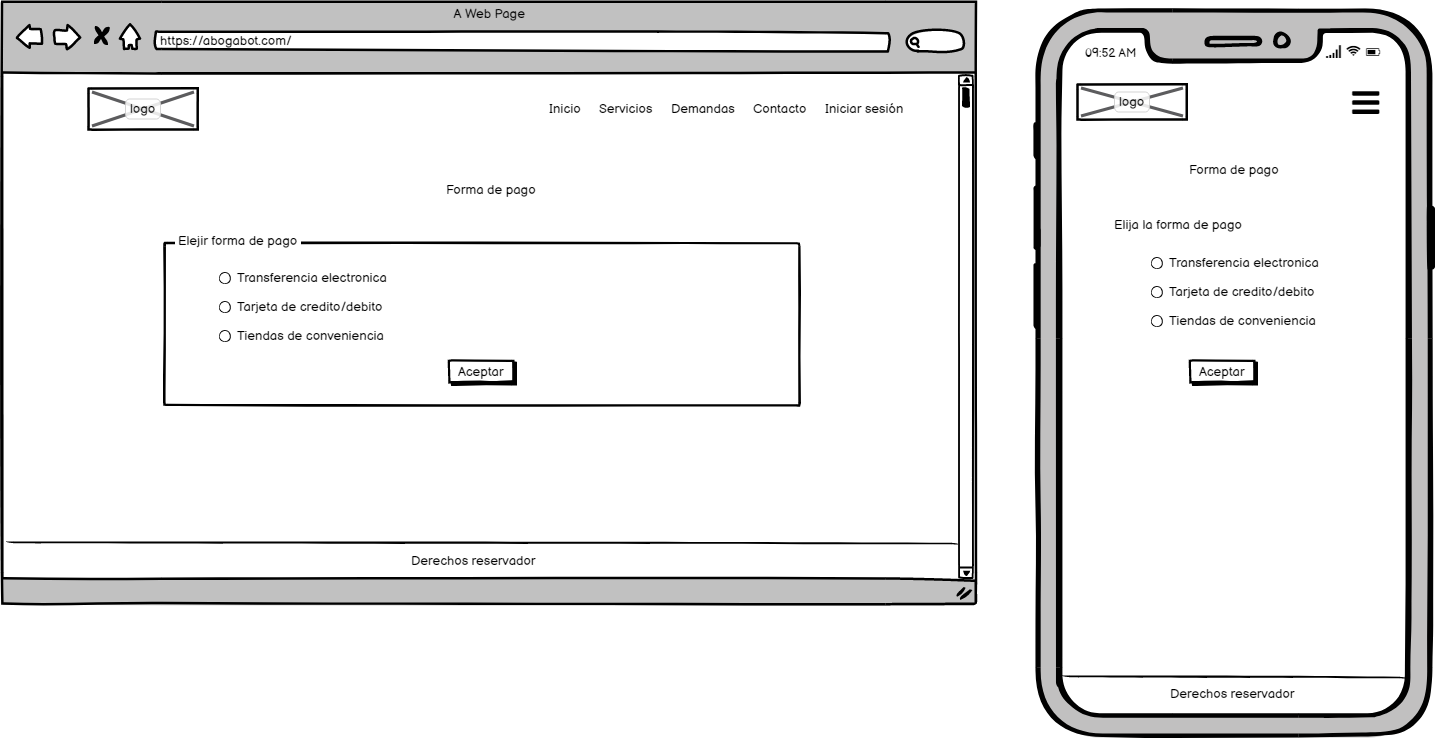 A Web Page
https://abogabot.com/
logo
Inicio Servicios Demandas Contacto Iniciar sesión
Forma de pago
Elejir forma de pago
Transferencia electronica
Tarjeta de credito/debito
Tiendas de conveniencia
Aceptar
Derechos reservador
09:52 AM
logo
Forma de pago
Elija la forma de pago
Transferencia electronica
Tarjeta de credito/debito
Tiendas de conveniencia
Aceptar
Derechos reservador